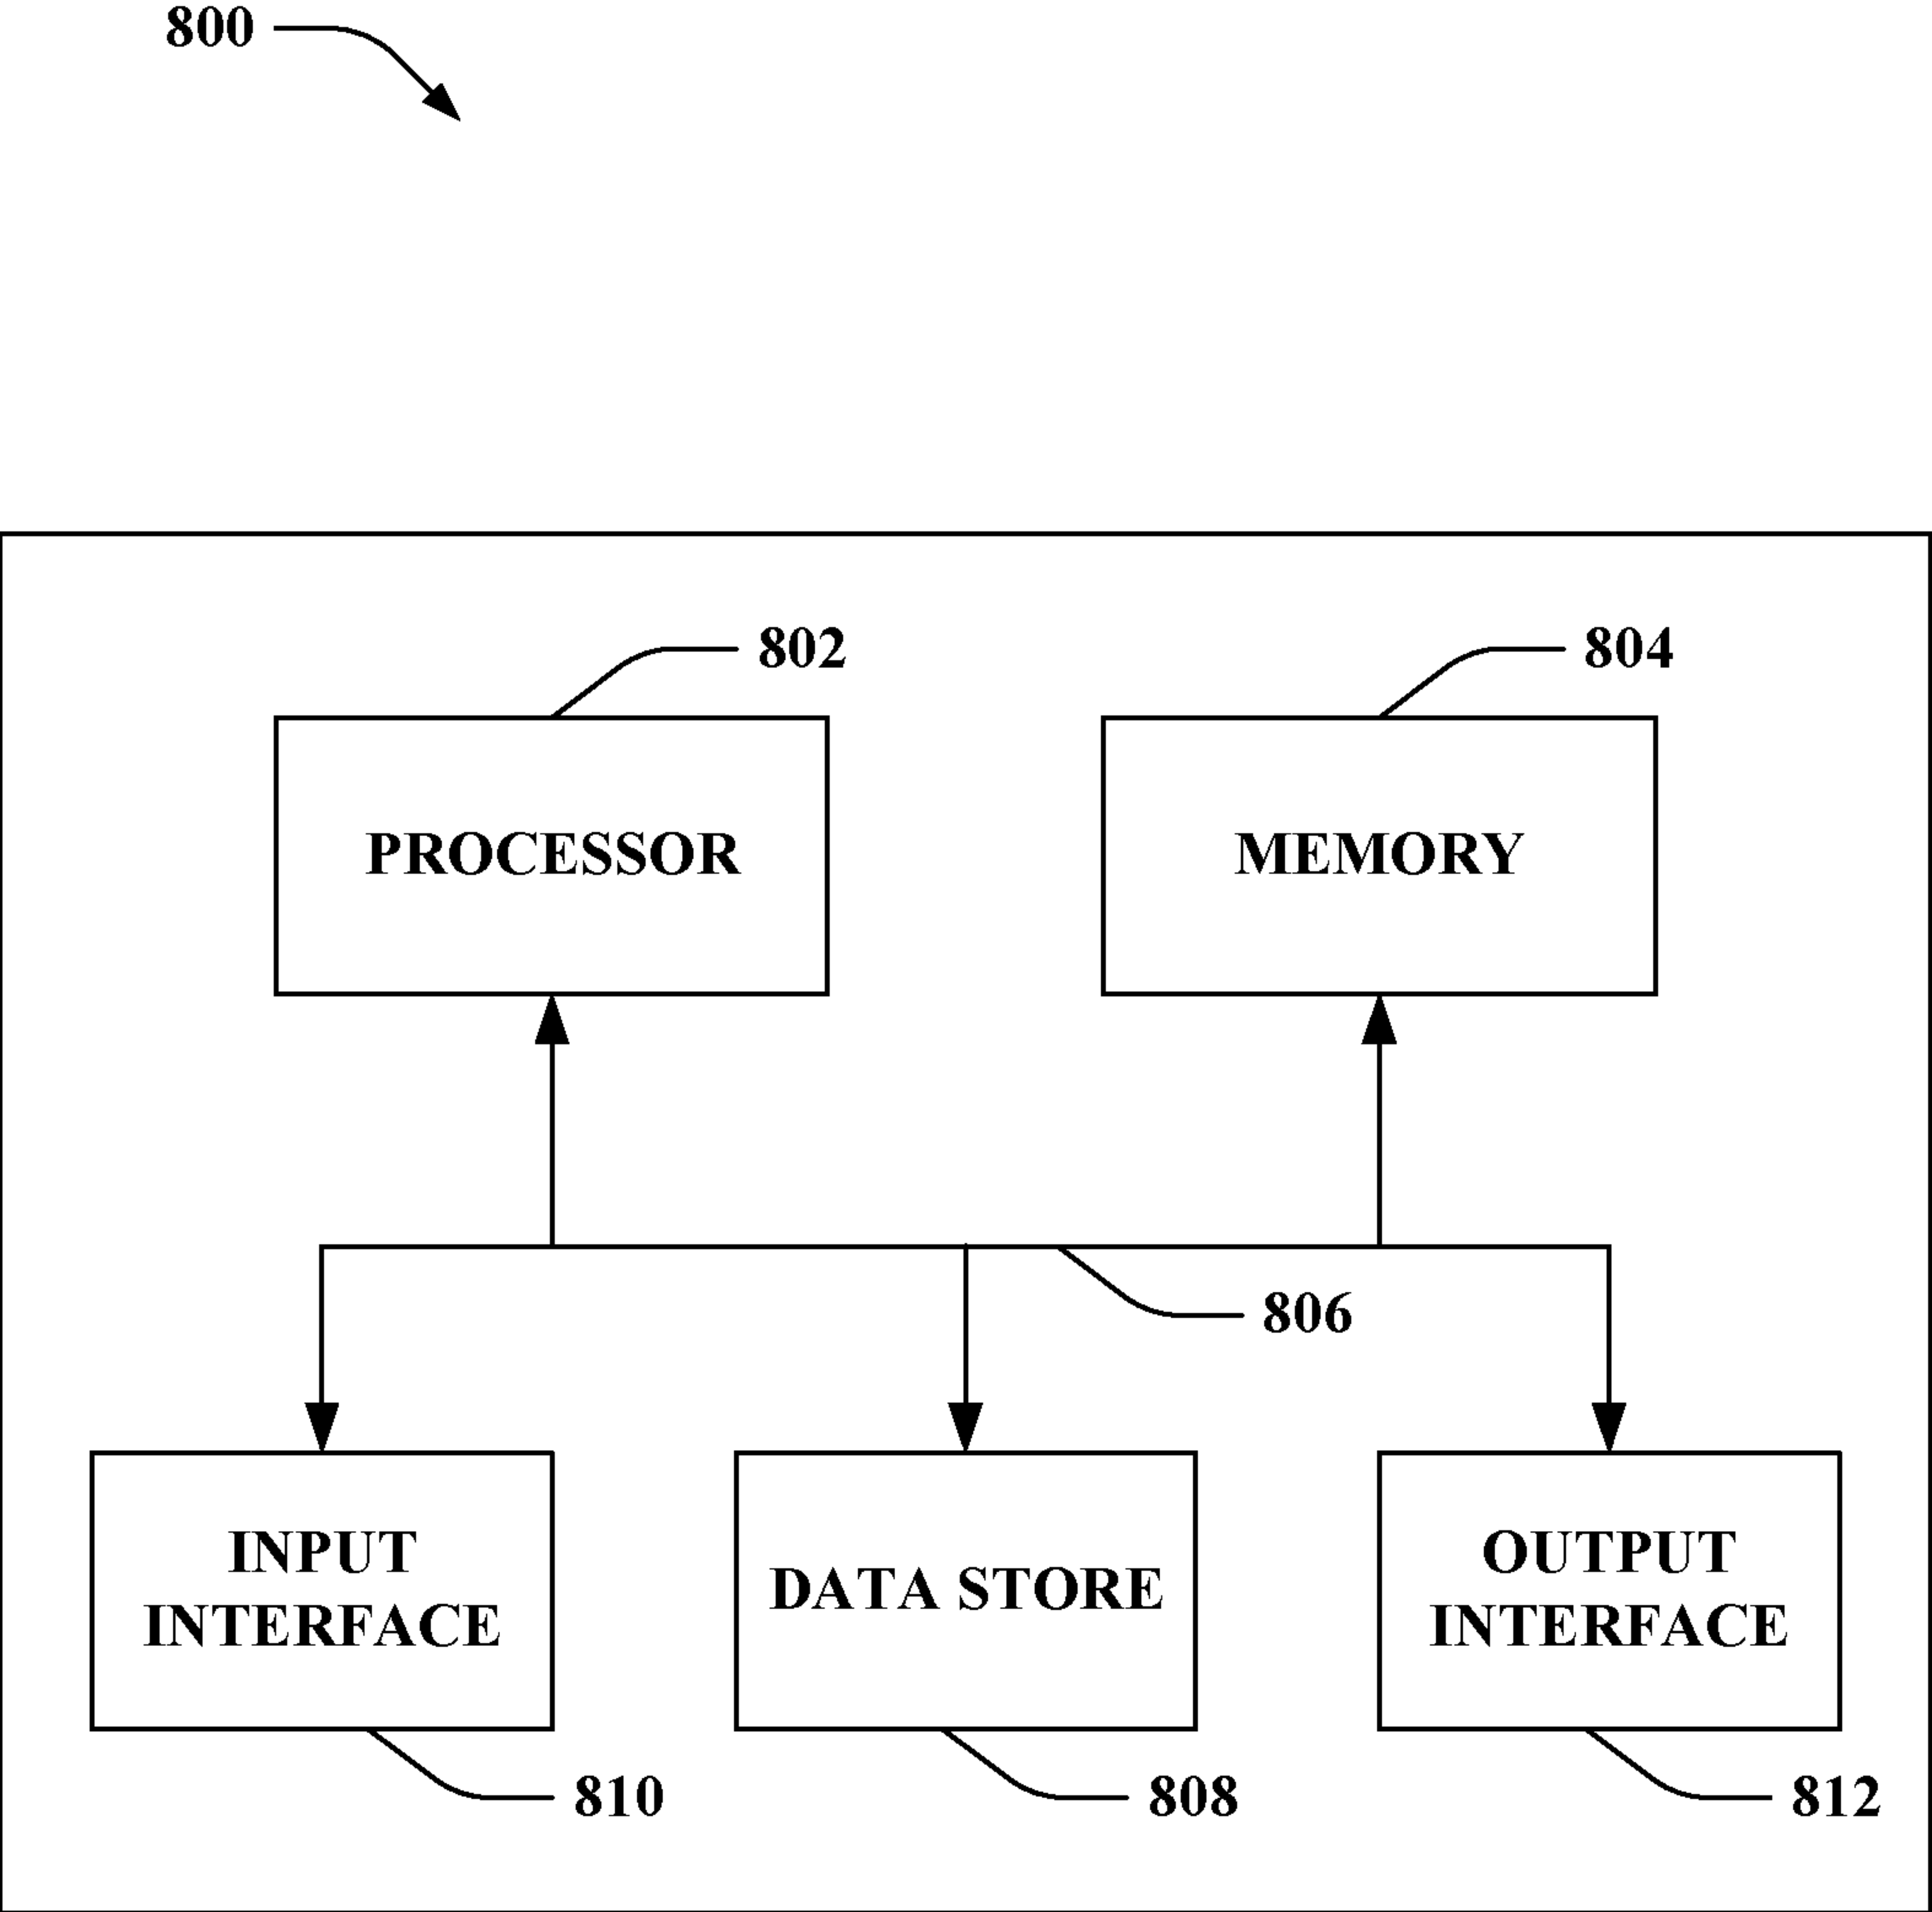 800
802
804
PROCESSOR
MEMORY
806
INPUT
INTERFACE
DATA STORE
OUTPUT
INTERFACE
810
808
812